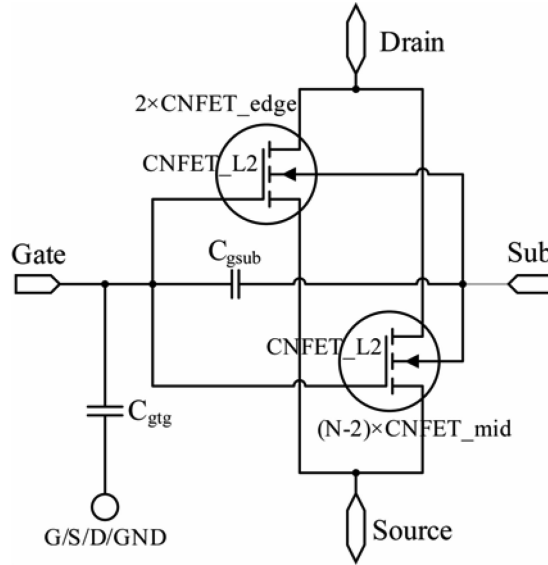 Drain
2×CNFET_edge
CNFET_L2
Gate
C_gsub
Sub
CNFET_L2
C_gtg
(N-2)×CNFET_mid
G/S/D/GND
Source